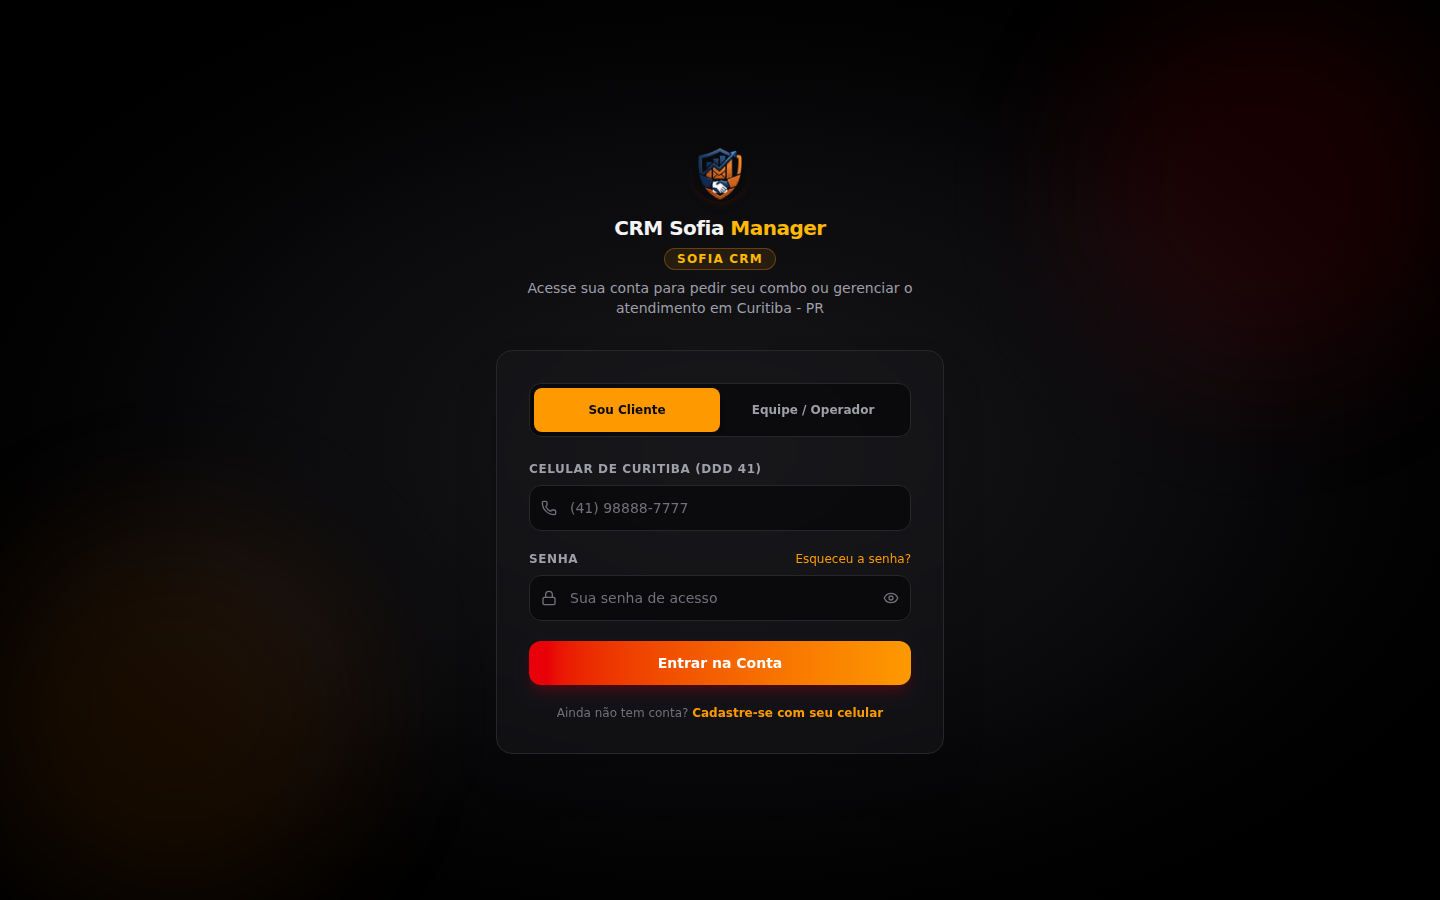 CRM Sofia Manager
SOFIA CRM
Acesse sua conta para pedir seu combo ou gerenciar o
atendimento em Curitiba - PR
Sou Cliente
Equipe / Operador
CELULAR DE CURITIBA (DDD 41)
(41) 98888-7777
SENHA
Esqueceu a senha?
Sua senha de acesso
Entrar na Conta
Ainda não tem conta? Cadastre-se com seu celular